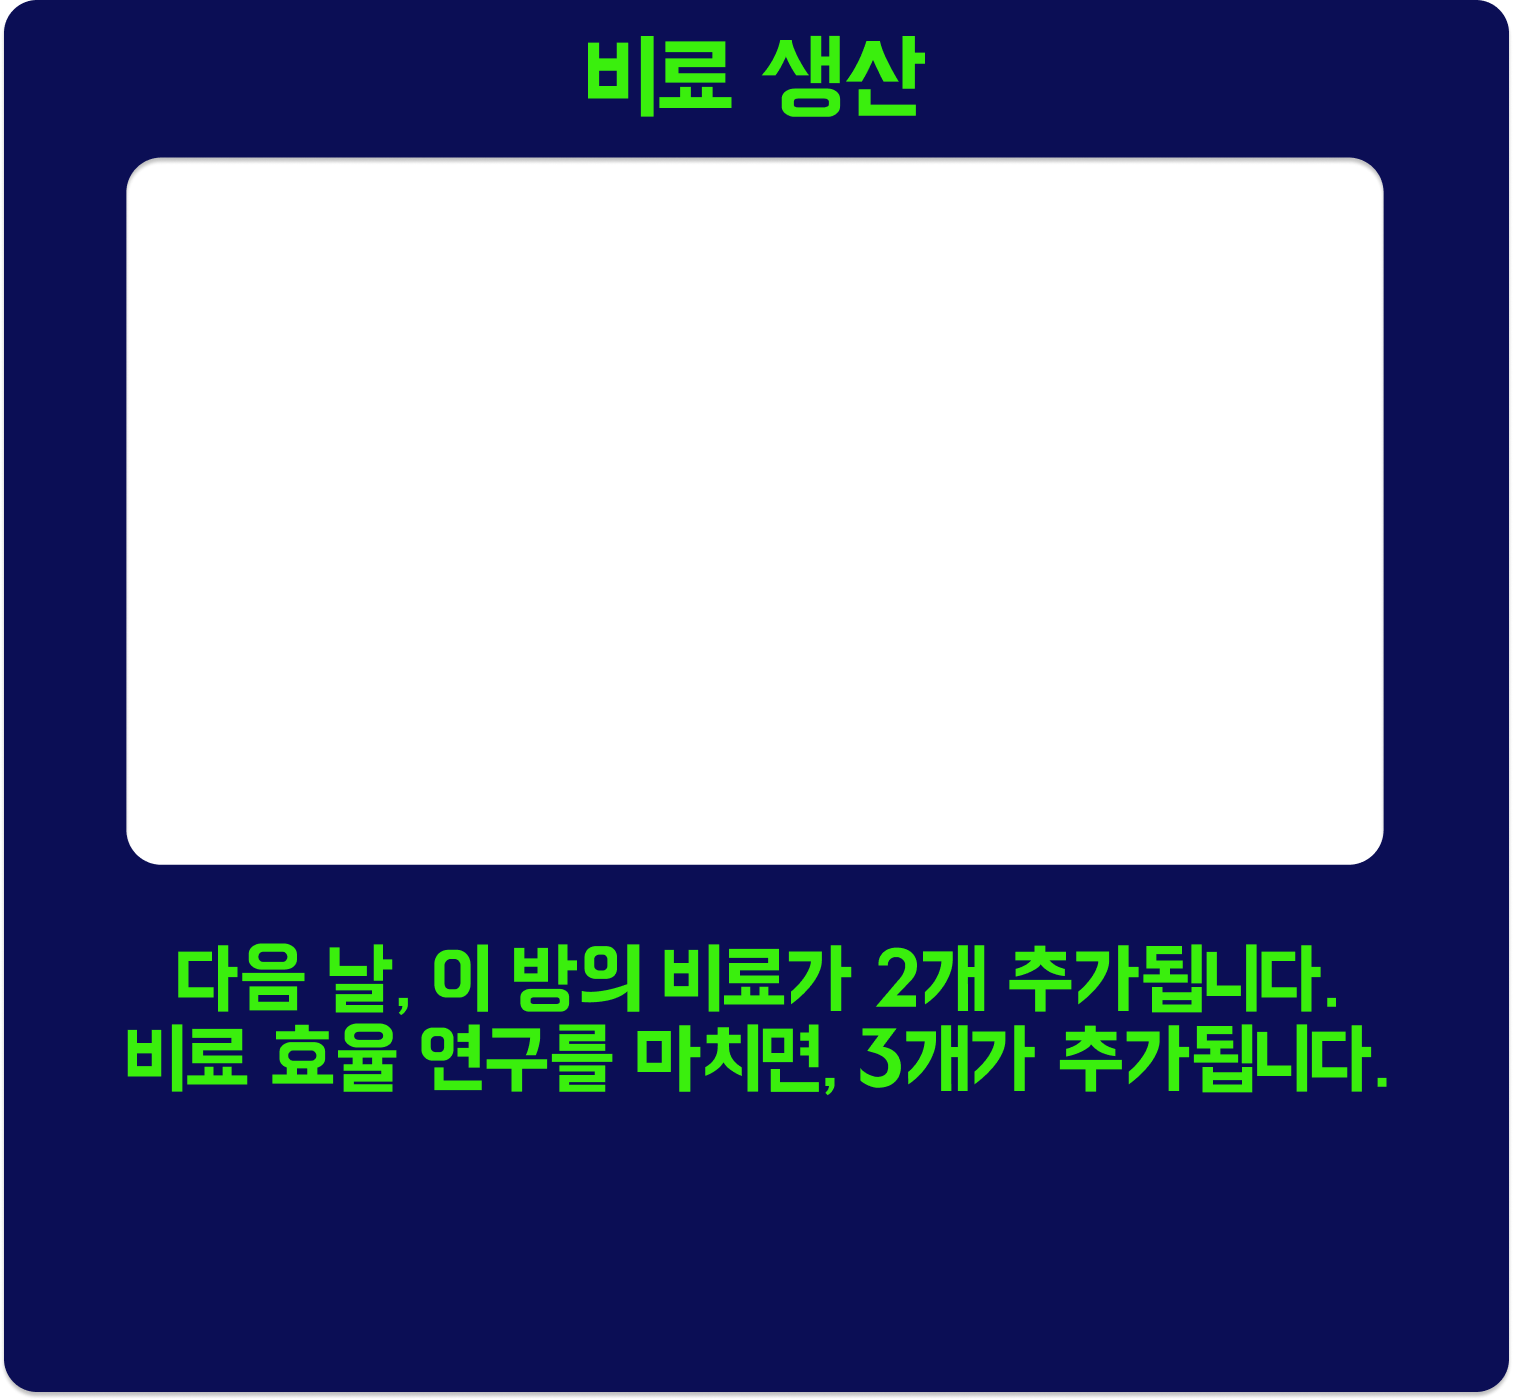 비료 생산
다음 날, 이 방의 비료가 2개 추가됩니다.
비료 효율 연구를 마치면, 3개가 추가됩니다.